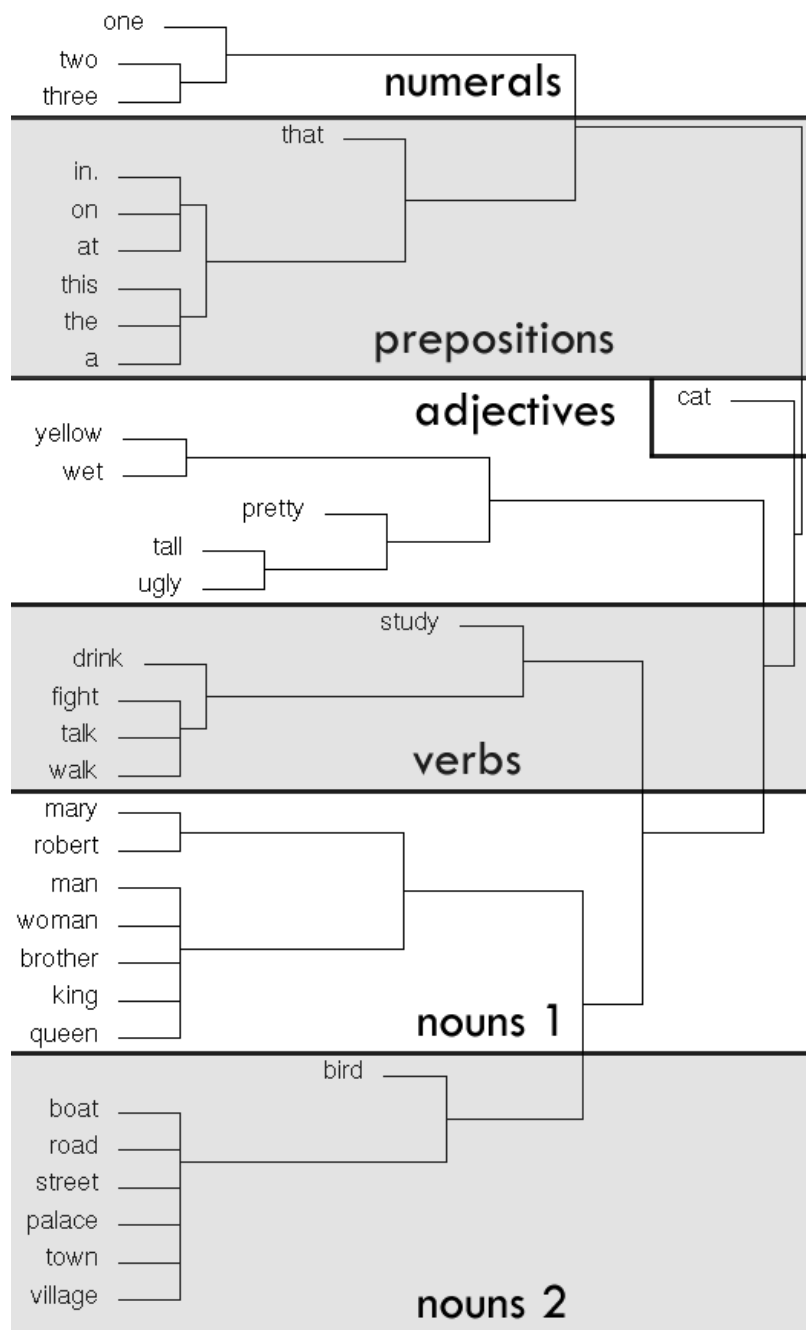 one
two
numerals
three
that
in.
on
at
this
the
prepositions
a
cat
adjectives
yellow
wet
pretty
tall
ugly
study
drink
fight
talk
verbs
walk
mary
robert
man
woman
brother
king
nouns 1
queen
bird
boat
road
street
palace
town
village
nouns 2